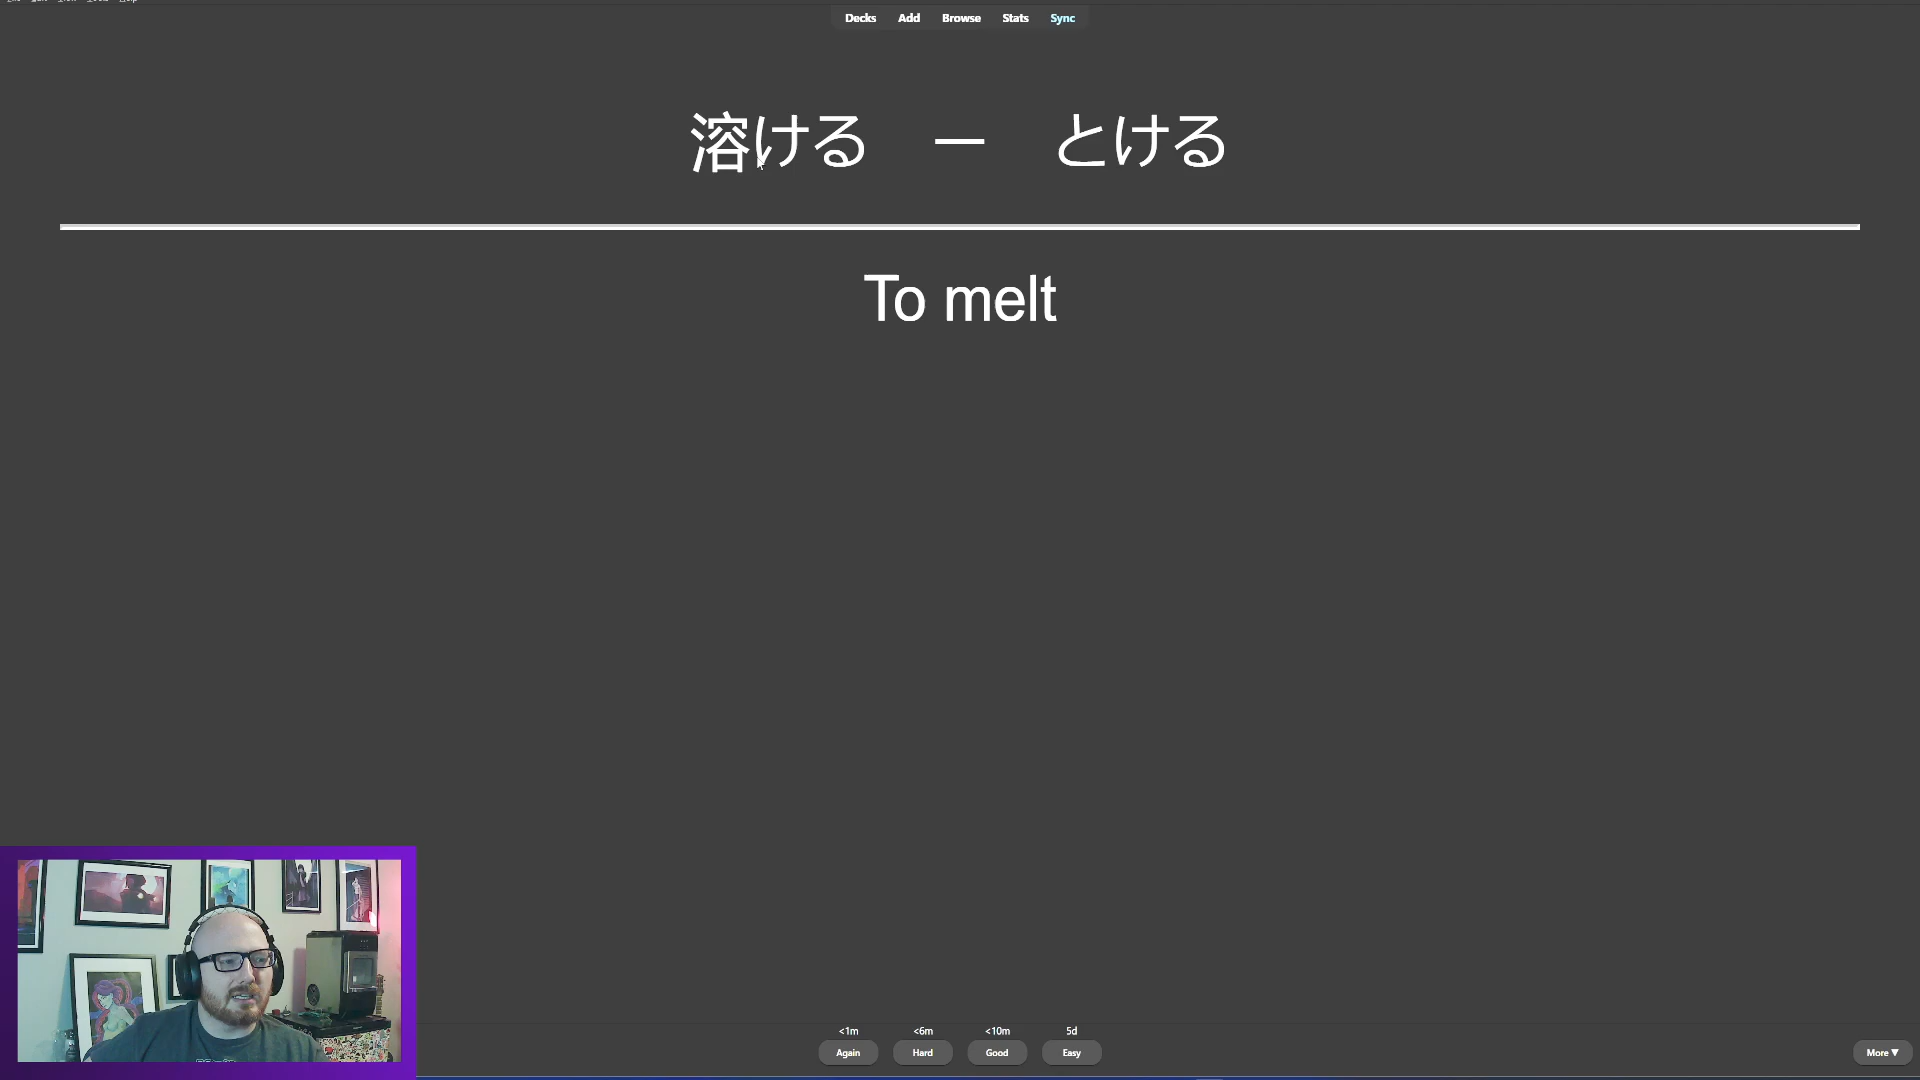 Decks Add Browse Stats Sync
溶ける ー とける
To melt
<1m <6m <10m 5d
Again Hard Good Easy
More ▼